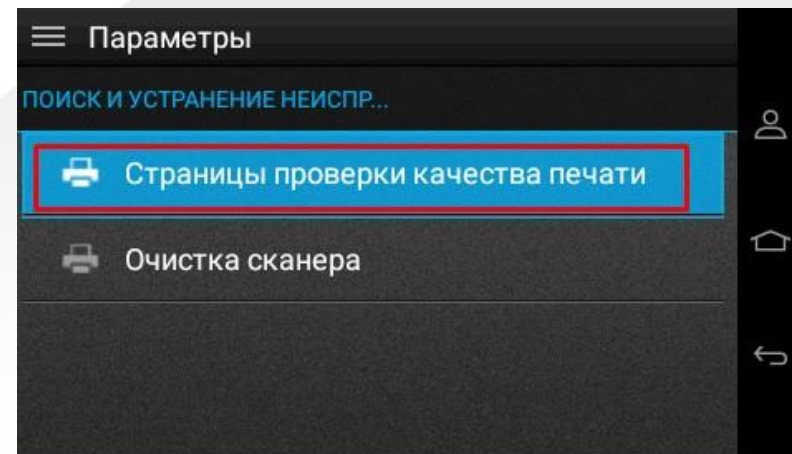 Параметры
ПОИСК И УСТРАНЕНИЕ НЕИСПР...
Страницы проверки качества печати
Очистка сканера